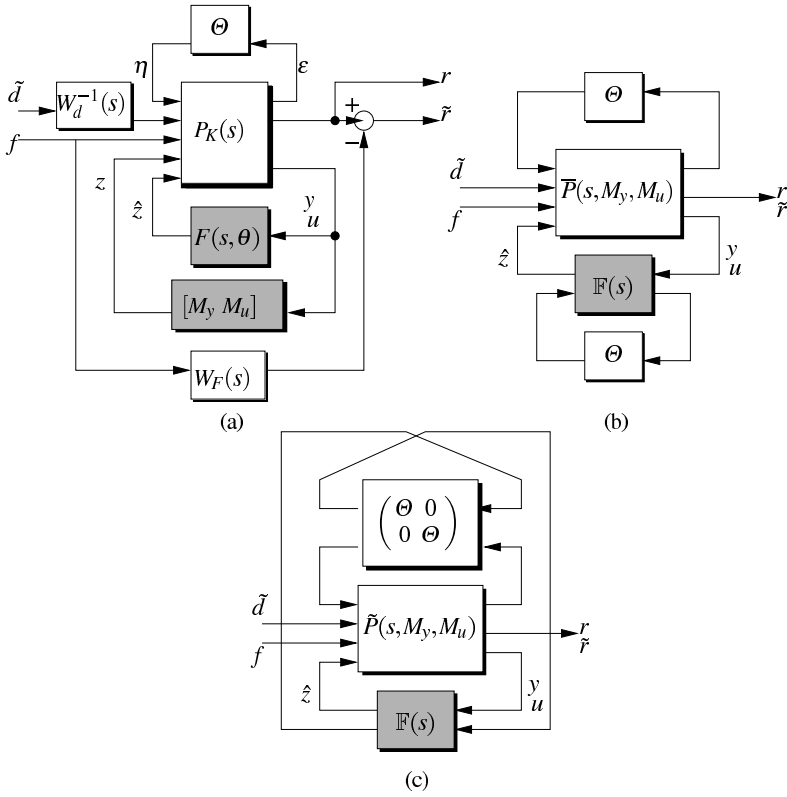 Θ
η ε
d̃ W_d^{-1}(s) P_K(s) + r
r̃
f −
z
ẑ F(s,θ) y
u
[M_y M_u]
W_F(s)
(a)
Θ
d̃ P̅(s,M_y,M_u) r
r̃
f
ẑ 𝔽(s) y
u
Θ
(b)
Θ 0
0 Θ
d̃ P̃(s,M_y,M_u) r
r̃
f
ẑ 𝔽(s) y
u
(c)